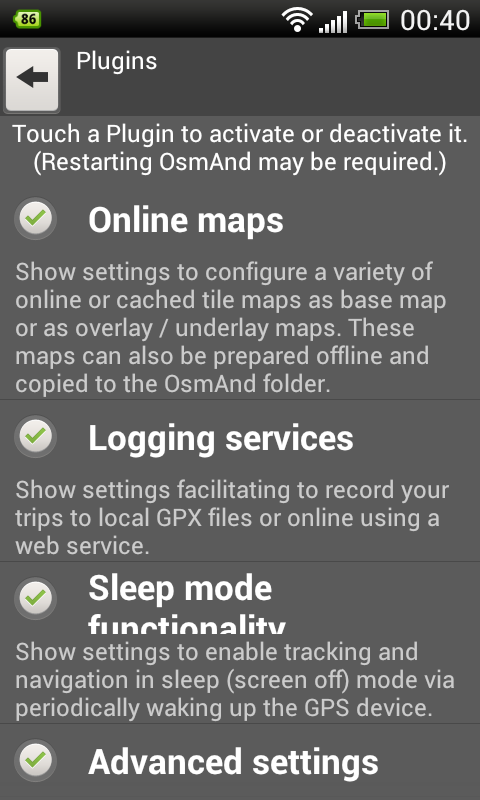 86
00:40
Plugins
Touch a Plugin to activate or deactivate it.
(Restarting OsmAnd may be required.)
Online maps
Show settings to configure a variety of
online or cached tile maps as base map
or as overlay / underlay maps. These
maps can also be prepared offline and
copied to the OsmAnd folder.
Logging services
Show settings facilitating to record your
trips to local GPX files or online using a
web service.
Sleep mode
functionality
Show settings to enable tracking and
navigation in sleep (screen off) mode via
periodically waking up the GPS device.
Advanced settings